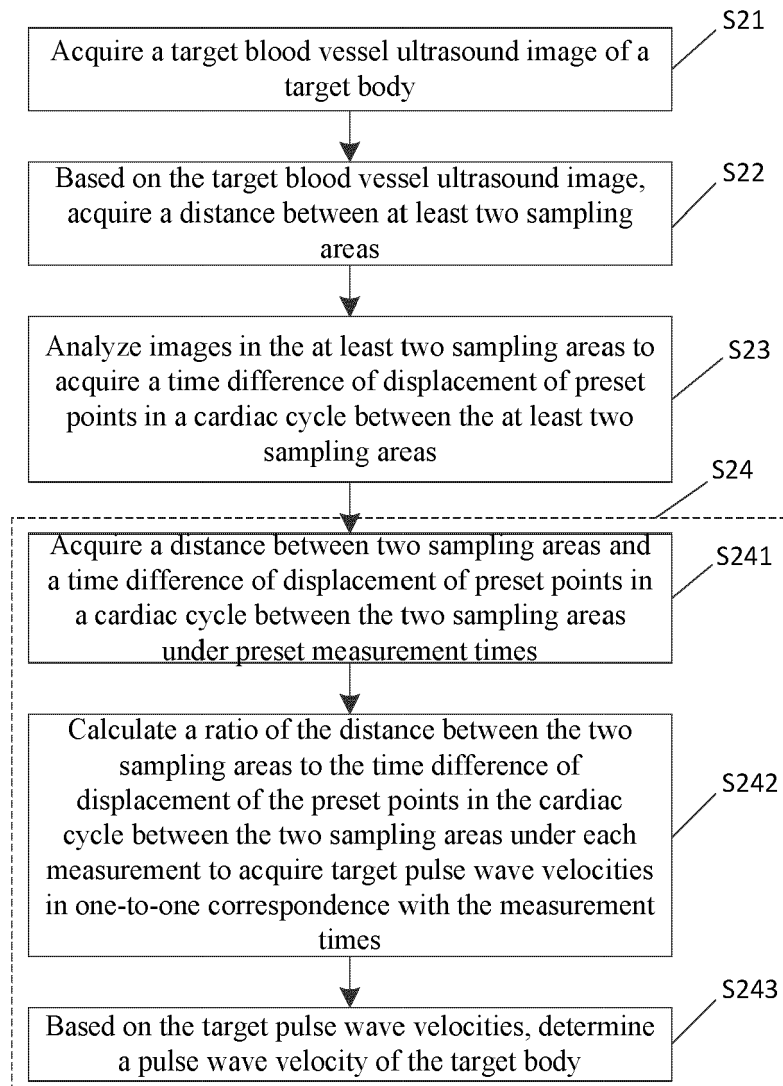 S21
Acquire a target blood vessel ultrasound image of a
target body
S22
Based on the target blood vessel ultrasound image,
acquire a distance between at least two sampling
areas
S23
Analyze images in the at least two sampling areas to
acquire a time difference of displacement of preset
points in a cardiac cycle between the at least two
sampling areas
S24
S241
Acquire a distance between two sampling areas and
a time difference of displacement of preset points in
a cardiac cycle between the two sampling areas
under preset measurement times
S242
Calculate a ratio of the distance between the two
sampling areas to the time difference of
displacement of the preset points in the cardiac
cycle between the two sampling areas under each
measurement to acquire target pulse wave velocities
in one-to-one correspondence with the measurement
times
S243
Based on the target pulse wave velocities, determine
a pulse wave velocity of the target body